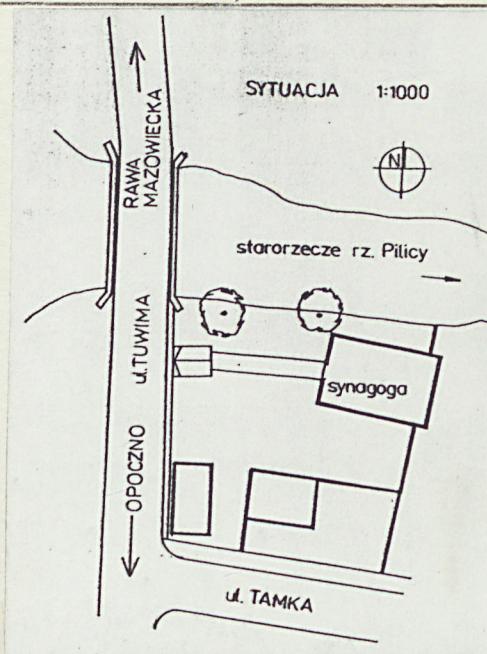 SYTUACJA 1:1000
N
RAWA
MAZOWIECKA
starorzecze rz. Pilicy
ul. TUWIMA
synagoga
OPOCZNO
ul. TAMKA